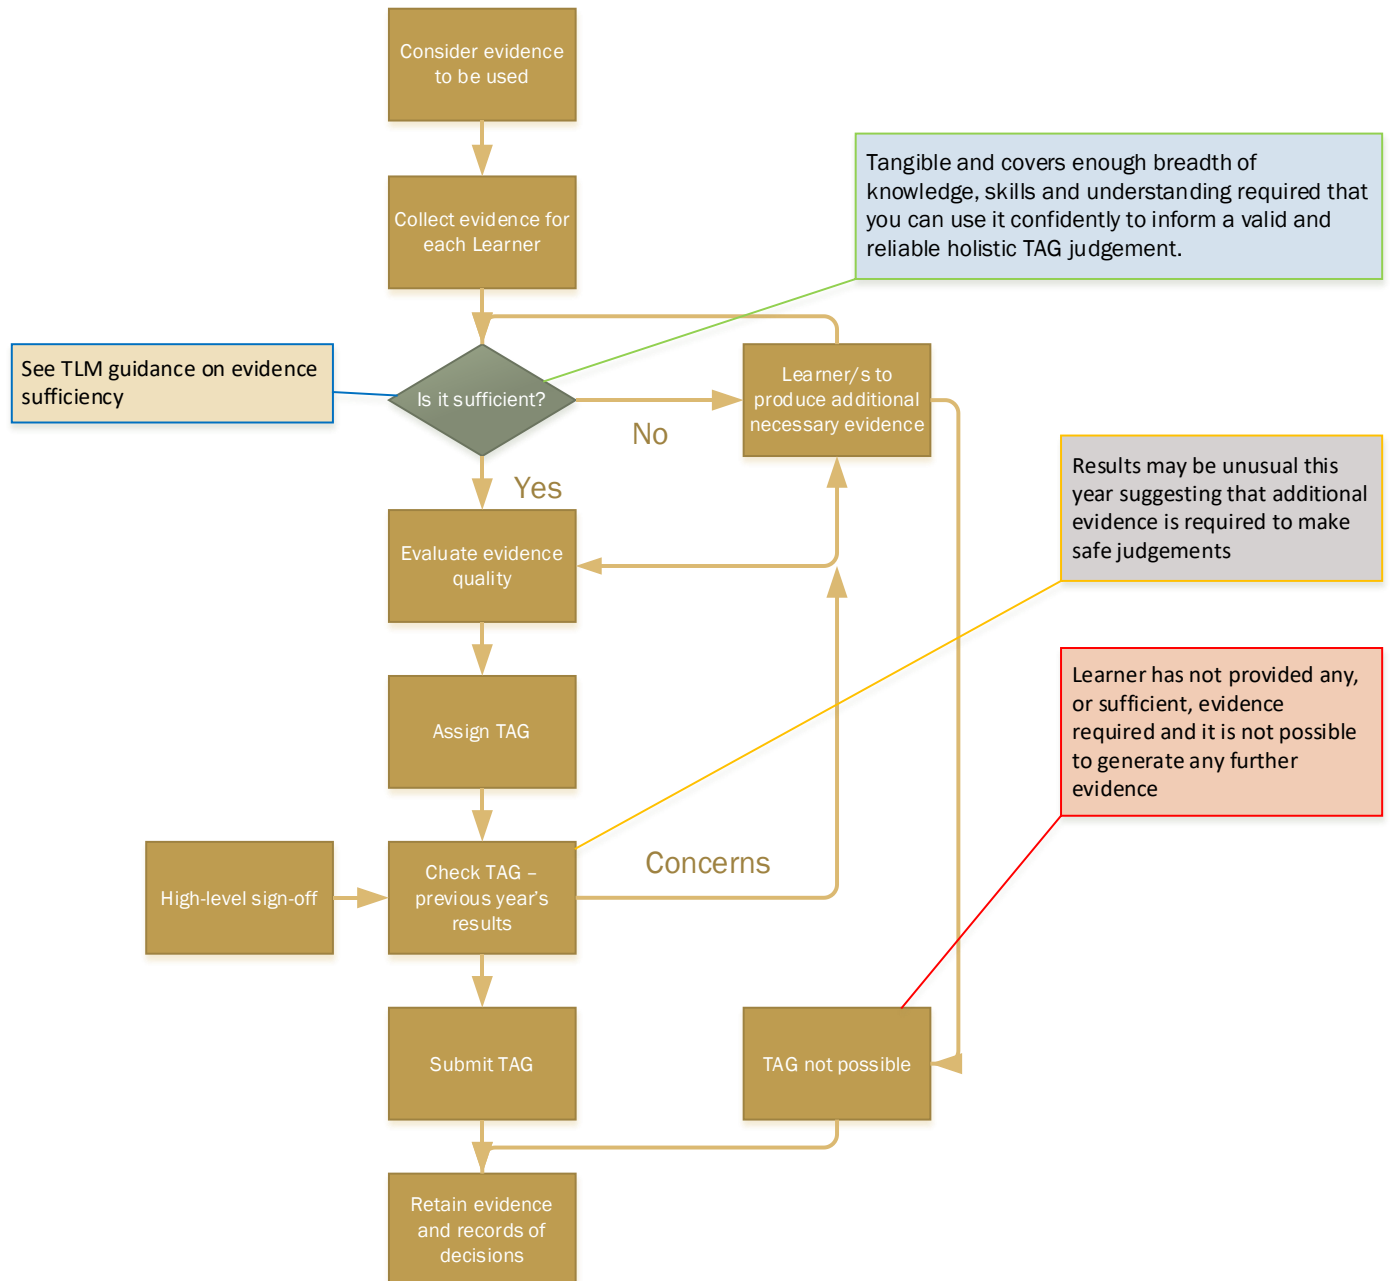 Consider evidence
to be used
Collect evidence for
each Learner
Tangible and covers enough breadth of
knowledge, skills and understanding required that
you can use it confidently to inform a valid and
reliable holistic TAG judgement.
See TLM guidance on evidence
sufficiency
Is it sufficient?
No
Learner/s to
produce additional
necessary evidence
Yes
Results may be unusual this
year suggesting that additional
evidence is required to make
safe judgements
Evaluate evidence
quality
Learner has not provided any,
or sufficient, evidence
required and it is not possible
to generate any further
evidence
Assign TAG
High-level sign-off
Check TAG –
previous year's
results
Concerns
Submit TAG
TAG not possible
Retain evidence
and records of
decisions